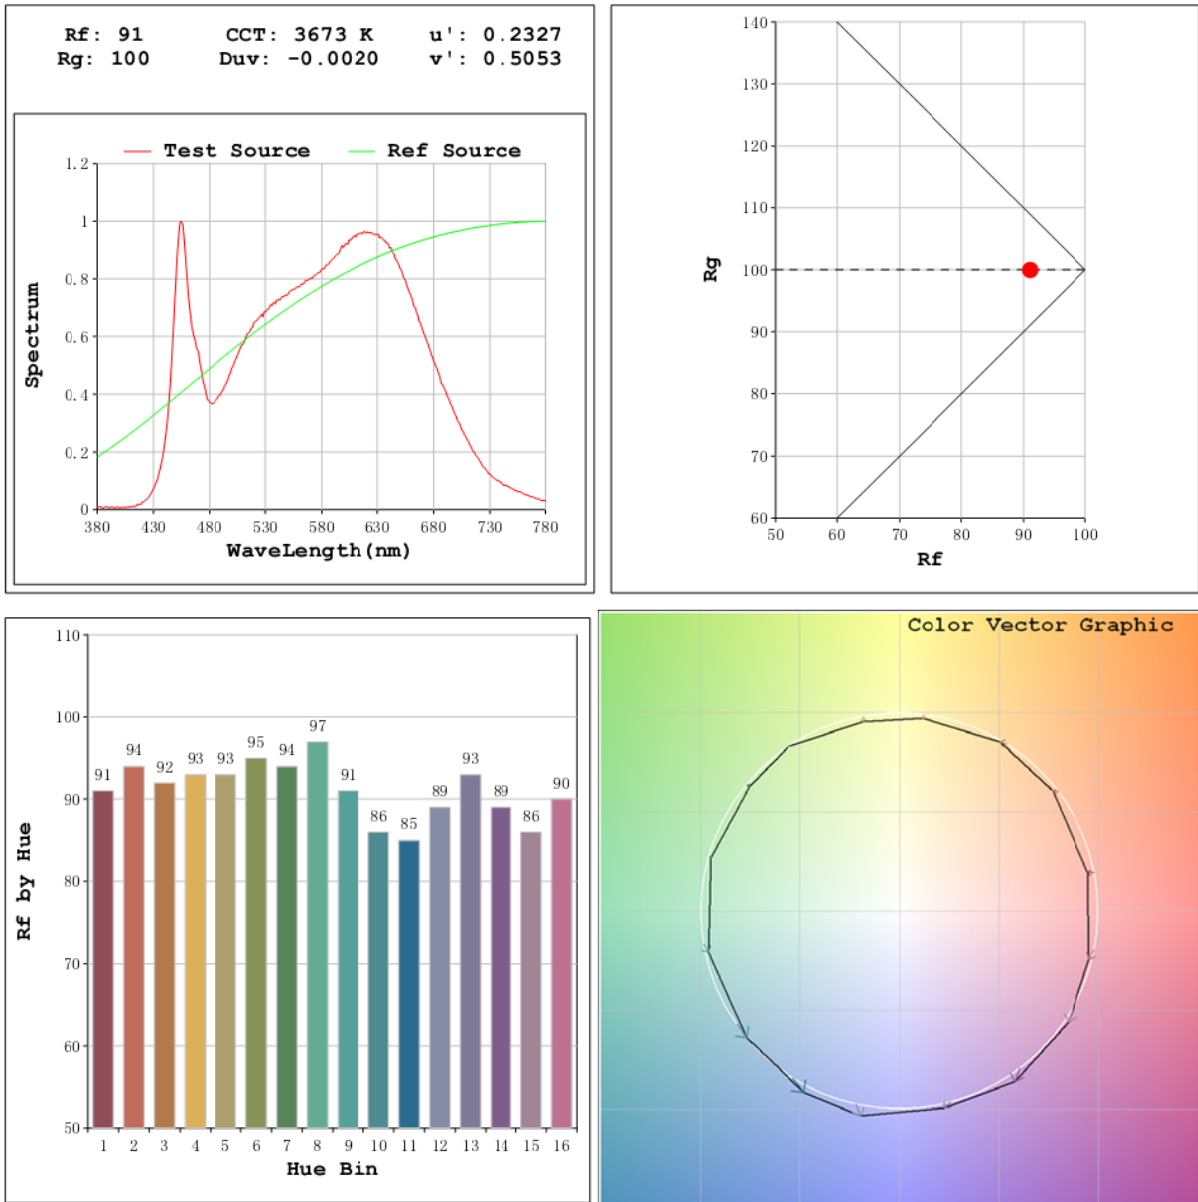 Rf: 91 CCT: 3673 K u': 0.2327
Rg: 100 Duv: -0.0020 v': 0.5053
Test Source Ref Source
1.2
1
0.8
0.6
0.4
0.2
0
Spectrum
380 430 480 530 580 630 680 730 780
WaveLength(nm)
140
130
120
110
100
90
80
70
60
Rg
50 60 70 80 90 100
Rf
110
100
90
80
70
60
50
Rf by Hue
91 94 92 93 93 95 94 97 91 86 85 89 93 89 86 90
1 2 3 4 5 6 7 8 9 10 11 12 13 14 15 16
Hue Bin
Color Vector Graphic